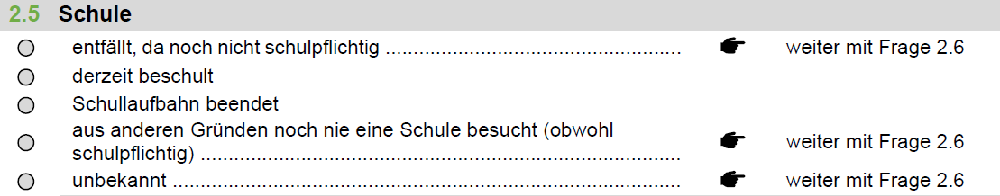 2.5 Schule
entfällt, da noch nicht schulpflichtig ...................................................... weiter mit Frage 2.6
derzeit beschult
Schullaufbahn beendet
aus anderen Gründen noch nie eine Schule besucht (obwohl
schulpflichtig) ....................................................................................... weiter mit Frage 2.6
unbekannt ............................................................................................ weiter mit Frage 2.6